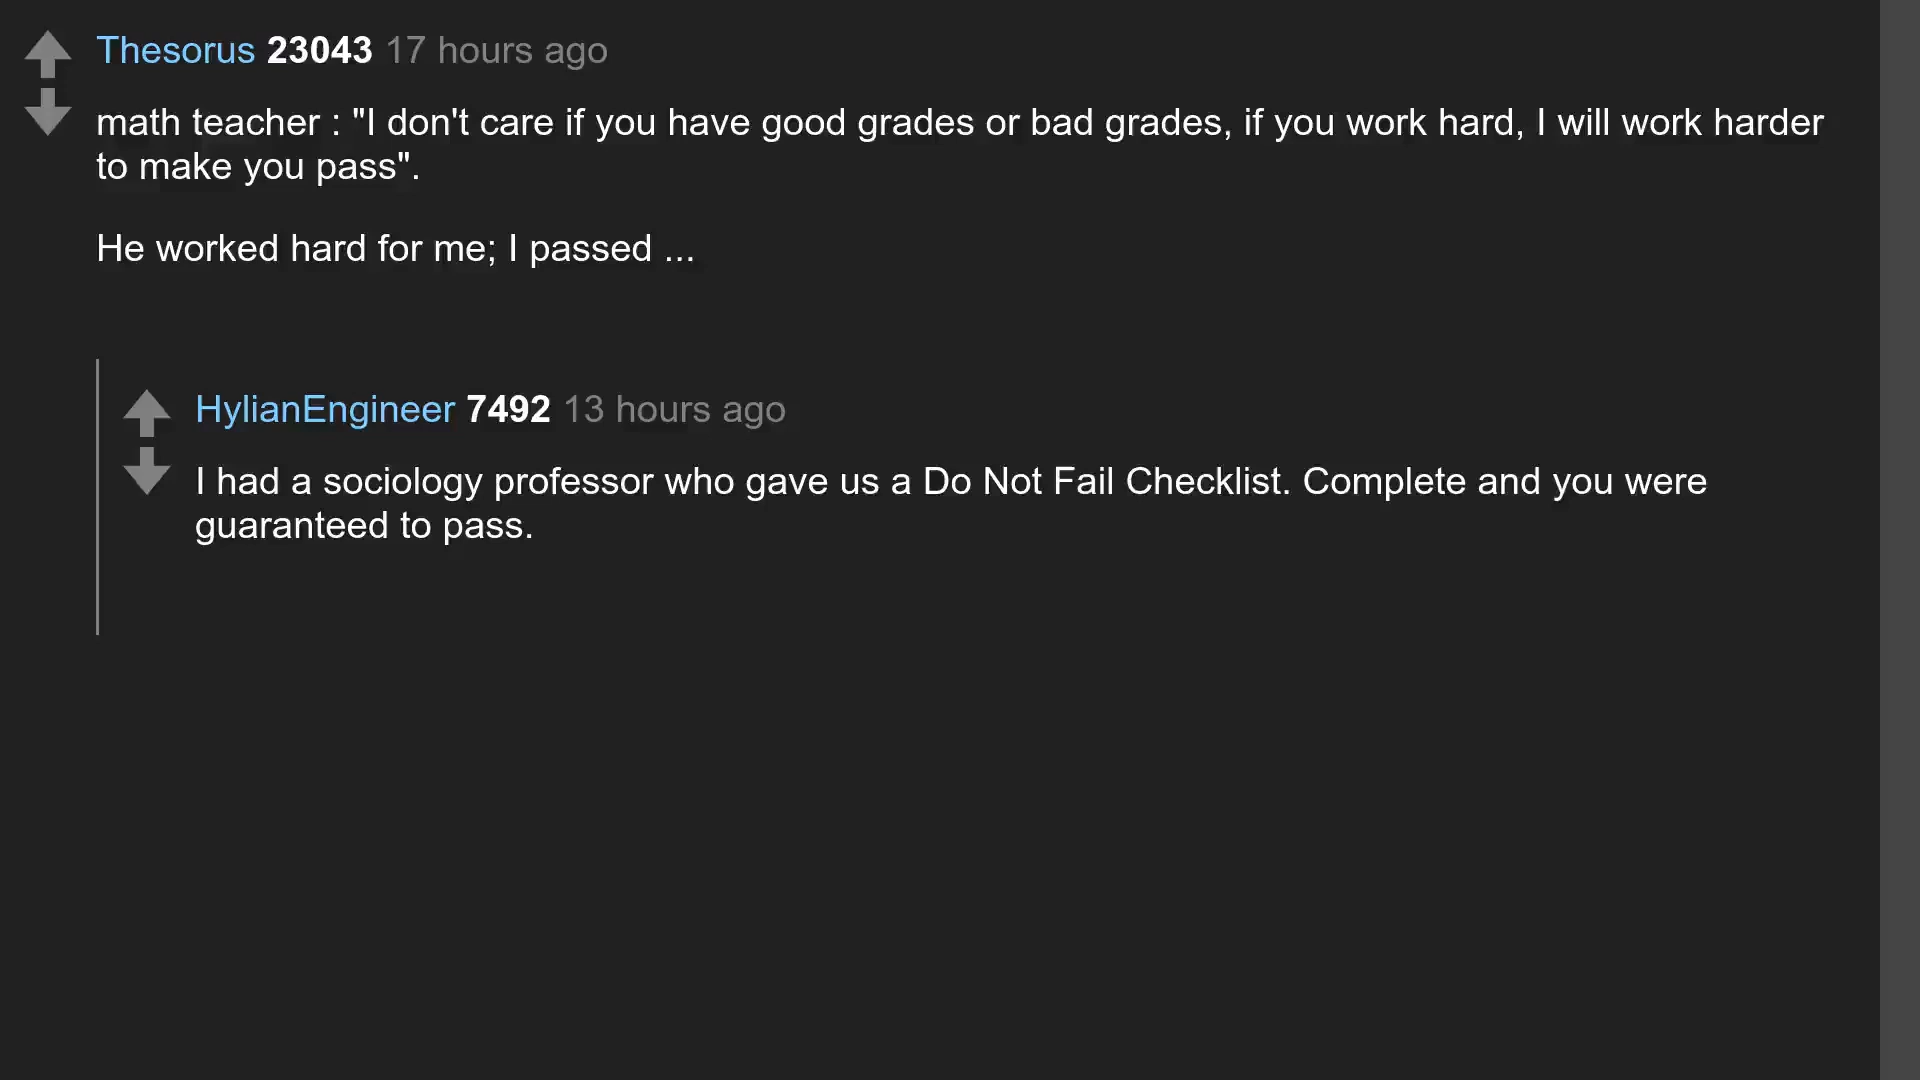 Thesorus 23043 17 hours ago
math teacher : "I don't care if you have good grades or bad grades, if you work hard, I will work harder
to make you pass".
He worked hard for me; I passed ...
HylianEngineer 7492 13 hours ago
I had a sociology professor who gave us a Do Not Fail Checklist. Complete and you were
guaranteed to pass.